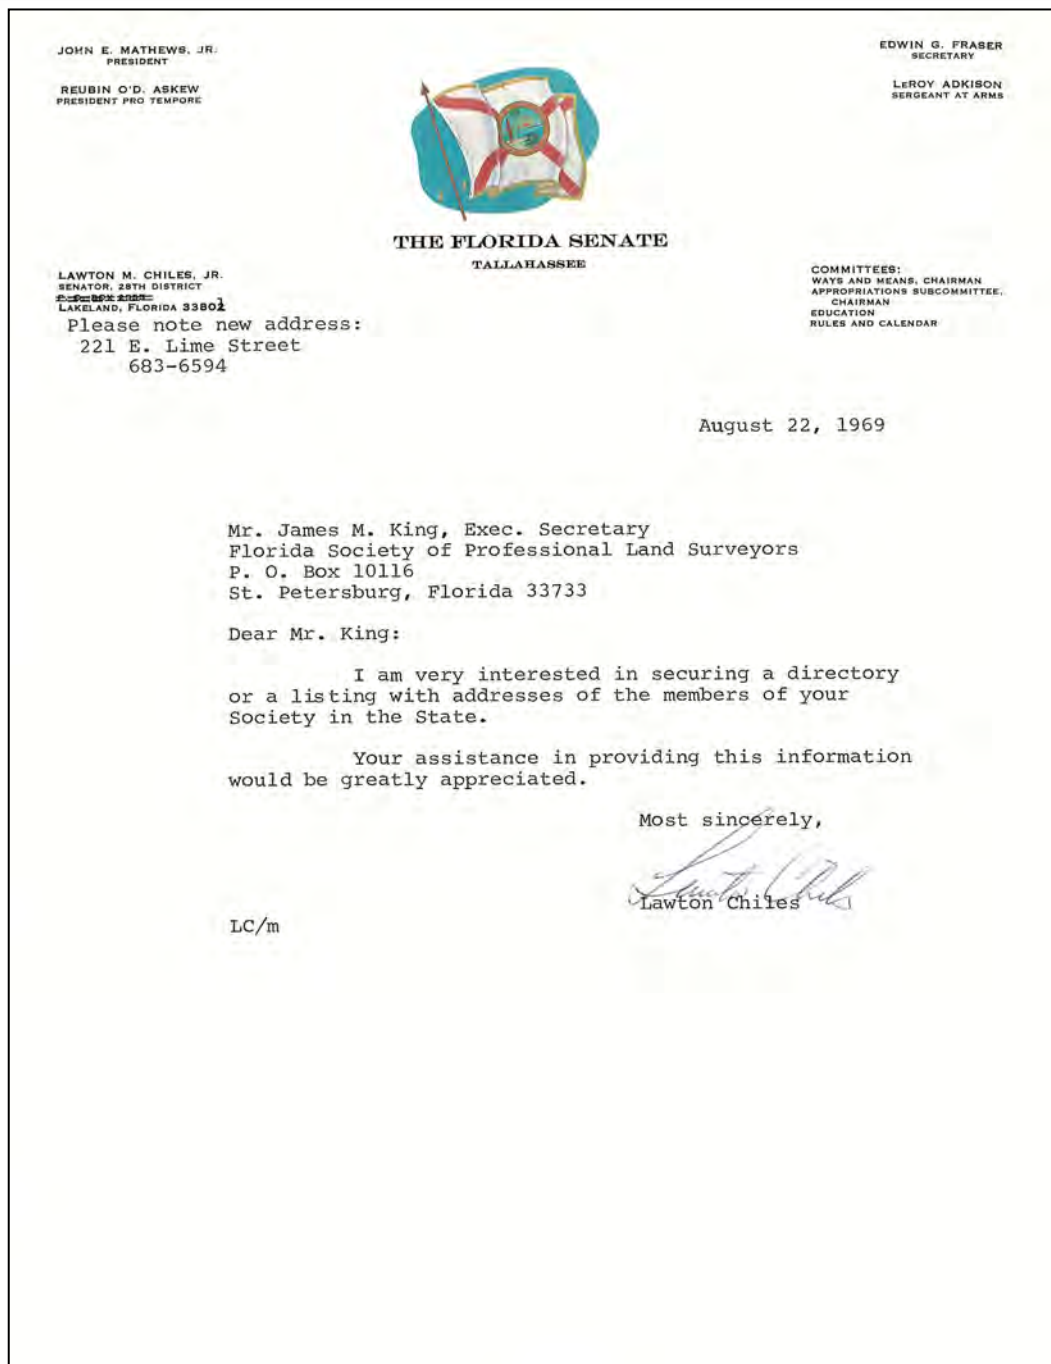 JOHN E. MATHEWS, JR.
PRESIDENT
REUBIN O'D. ASKEW
PRESIDENT PRO TEMPORE
EDWIN G. FRASER
SECRETARY
LEROY ADKISON
SERGEANT AT ARMS
THE FLORIDA SENATE
TALLAHASSEE
LAWTON M. CHILES, JR.
SENATOR, 28TH DISTRICT
LAKELAND, FLORIDA 33801
Please note new address:
221 E. Lime Street
683-6594
COMMITTEES:
WAYS AND MEANS, CHAIRMAN
APPROPRIATIONS SUBCOMMITTEE,
CHAIRMAN
EDUCATION
RULES AND CALENDAR
August 22, 1969
Mr. James M. King, Exec. Secretary
Florida Society of Professional Land Surveyors
P. O. Box 10116
St. Petersburg, Florida 33733
Dear Mr. King:
I am very interested in securing a directory
or a listing with addresses of the members of your
Society in the State.
Your assistance in providing this information
would be greatly appreciated.
Most sincerely,
Senator Chiles
Lawton Chiles
LC/m